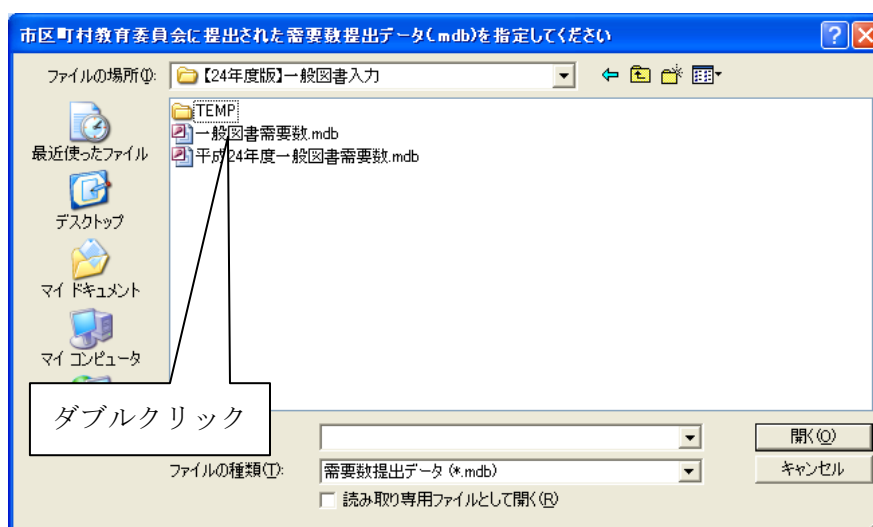 市区町村教育委員会に提出された需要数提出データ(mdb)を指定してください
ファイルの場所(I):
【24年度版】一般図書入力
TEMP
一般図書需要数.mdb
平成24年度一般図書需要数.mdb
最近使ったファイル
デスクトップ
マイ ドキュメント
マイ コンピュータ
ダブルクリック
開く(O)
ファイルの種類(T):
需要数提出データ (*.mdb)
キャンセル
読み取り専用ファイルとして開く(R)